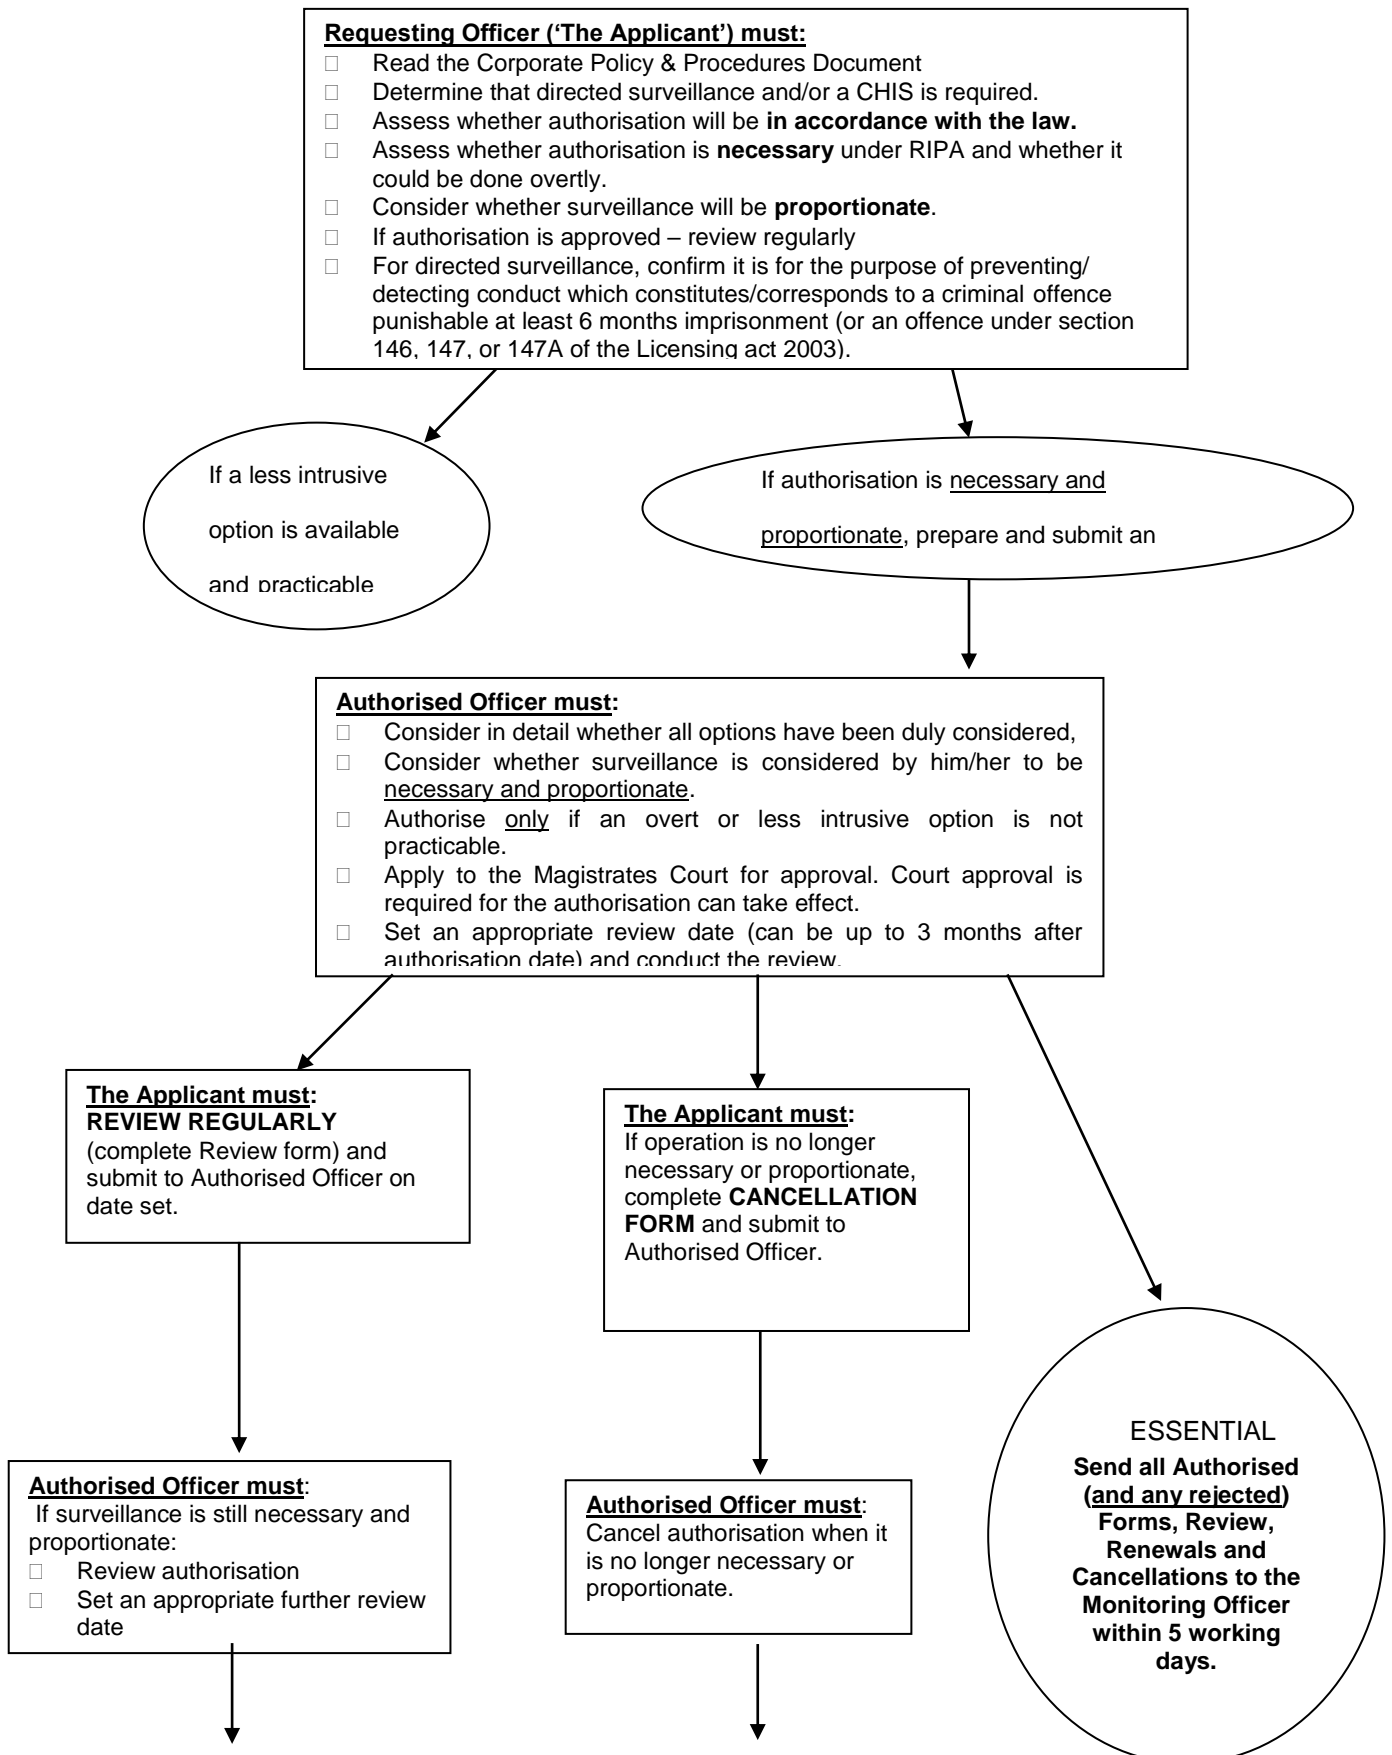 Requesting Officer (‘The Applicant’) must:
□ Read the Corporate Policy & Procedures Document
□ Determine that directed surveillance and/or a CHIS is required.
□ Assess whether authorisation will be in accordance with the law.
□ Assess whether authorisation is necessary under RIPA and whether it
could be done overtly.
□ Consider whether surveillance will be proportionate.
□ If authorisation is approved – review regularly
□ For directed surveillance, confirm it is for the purpose of preventing/
detecting conduct which constitutes/corresponds to a criminal offence
punishable at least 6 months imprisonment (or an offence under section
146, 147, or 147A of the Licensing act 2003).
If a less intrusive
option is available
and practicable
If authorisation is necessary and
proportionate, prepare and submit an
Authorised Officer must:
□ Consider in detail whether all options have been duly considered,
□ Consider whether surveillance is considered by him/her to be
necessary and proportionate.
□ Authorise only if an overt or less intrusive option is not
practicable.
□ Apply to the Magistrates Court for approval. Court approval is
required for the authorisation can take effect.
□ Set an appropriate review date (can be up to 3 months after
authorisation date) and conduct the review.
The Applicant must:
REVIEW REGULARLY
(complete Review form) and
submit to Authorised Officer on
date set.
The Applicant must:
If operation is no longer
necessary or proportionate,
complete CANCELLATION
FORM and submit to
Authorised Officer.
Authorised Officer must:
If surveillance is still necessary and
proportionate:
□ Review authorisation
□ Set an appropriate further review
date
Authorised Officer must:
Cancel authorisation when it
is no longer necessary or
proportionate.
ESSENTIAL
Send all Authorised
(and any rejected)
Forms, Review,
Renewals and
Cancellations to the
Monitoring Officer
within 5 working
days.